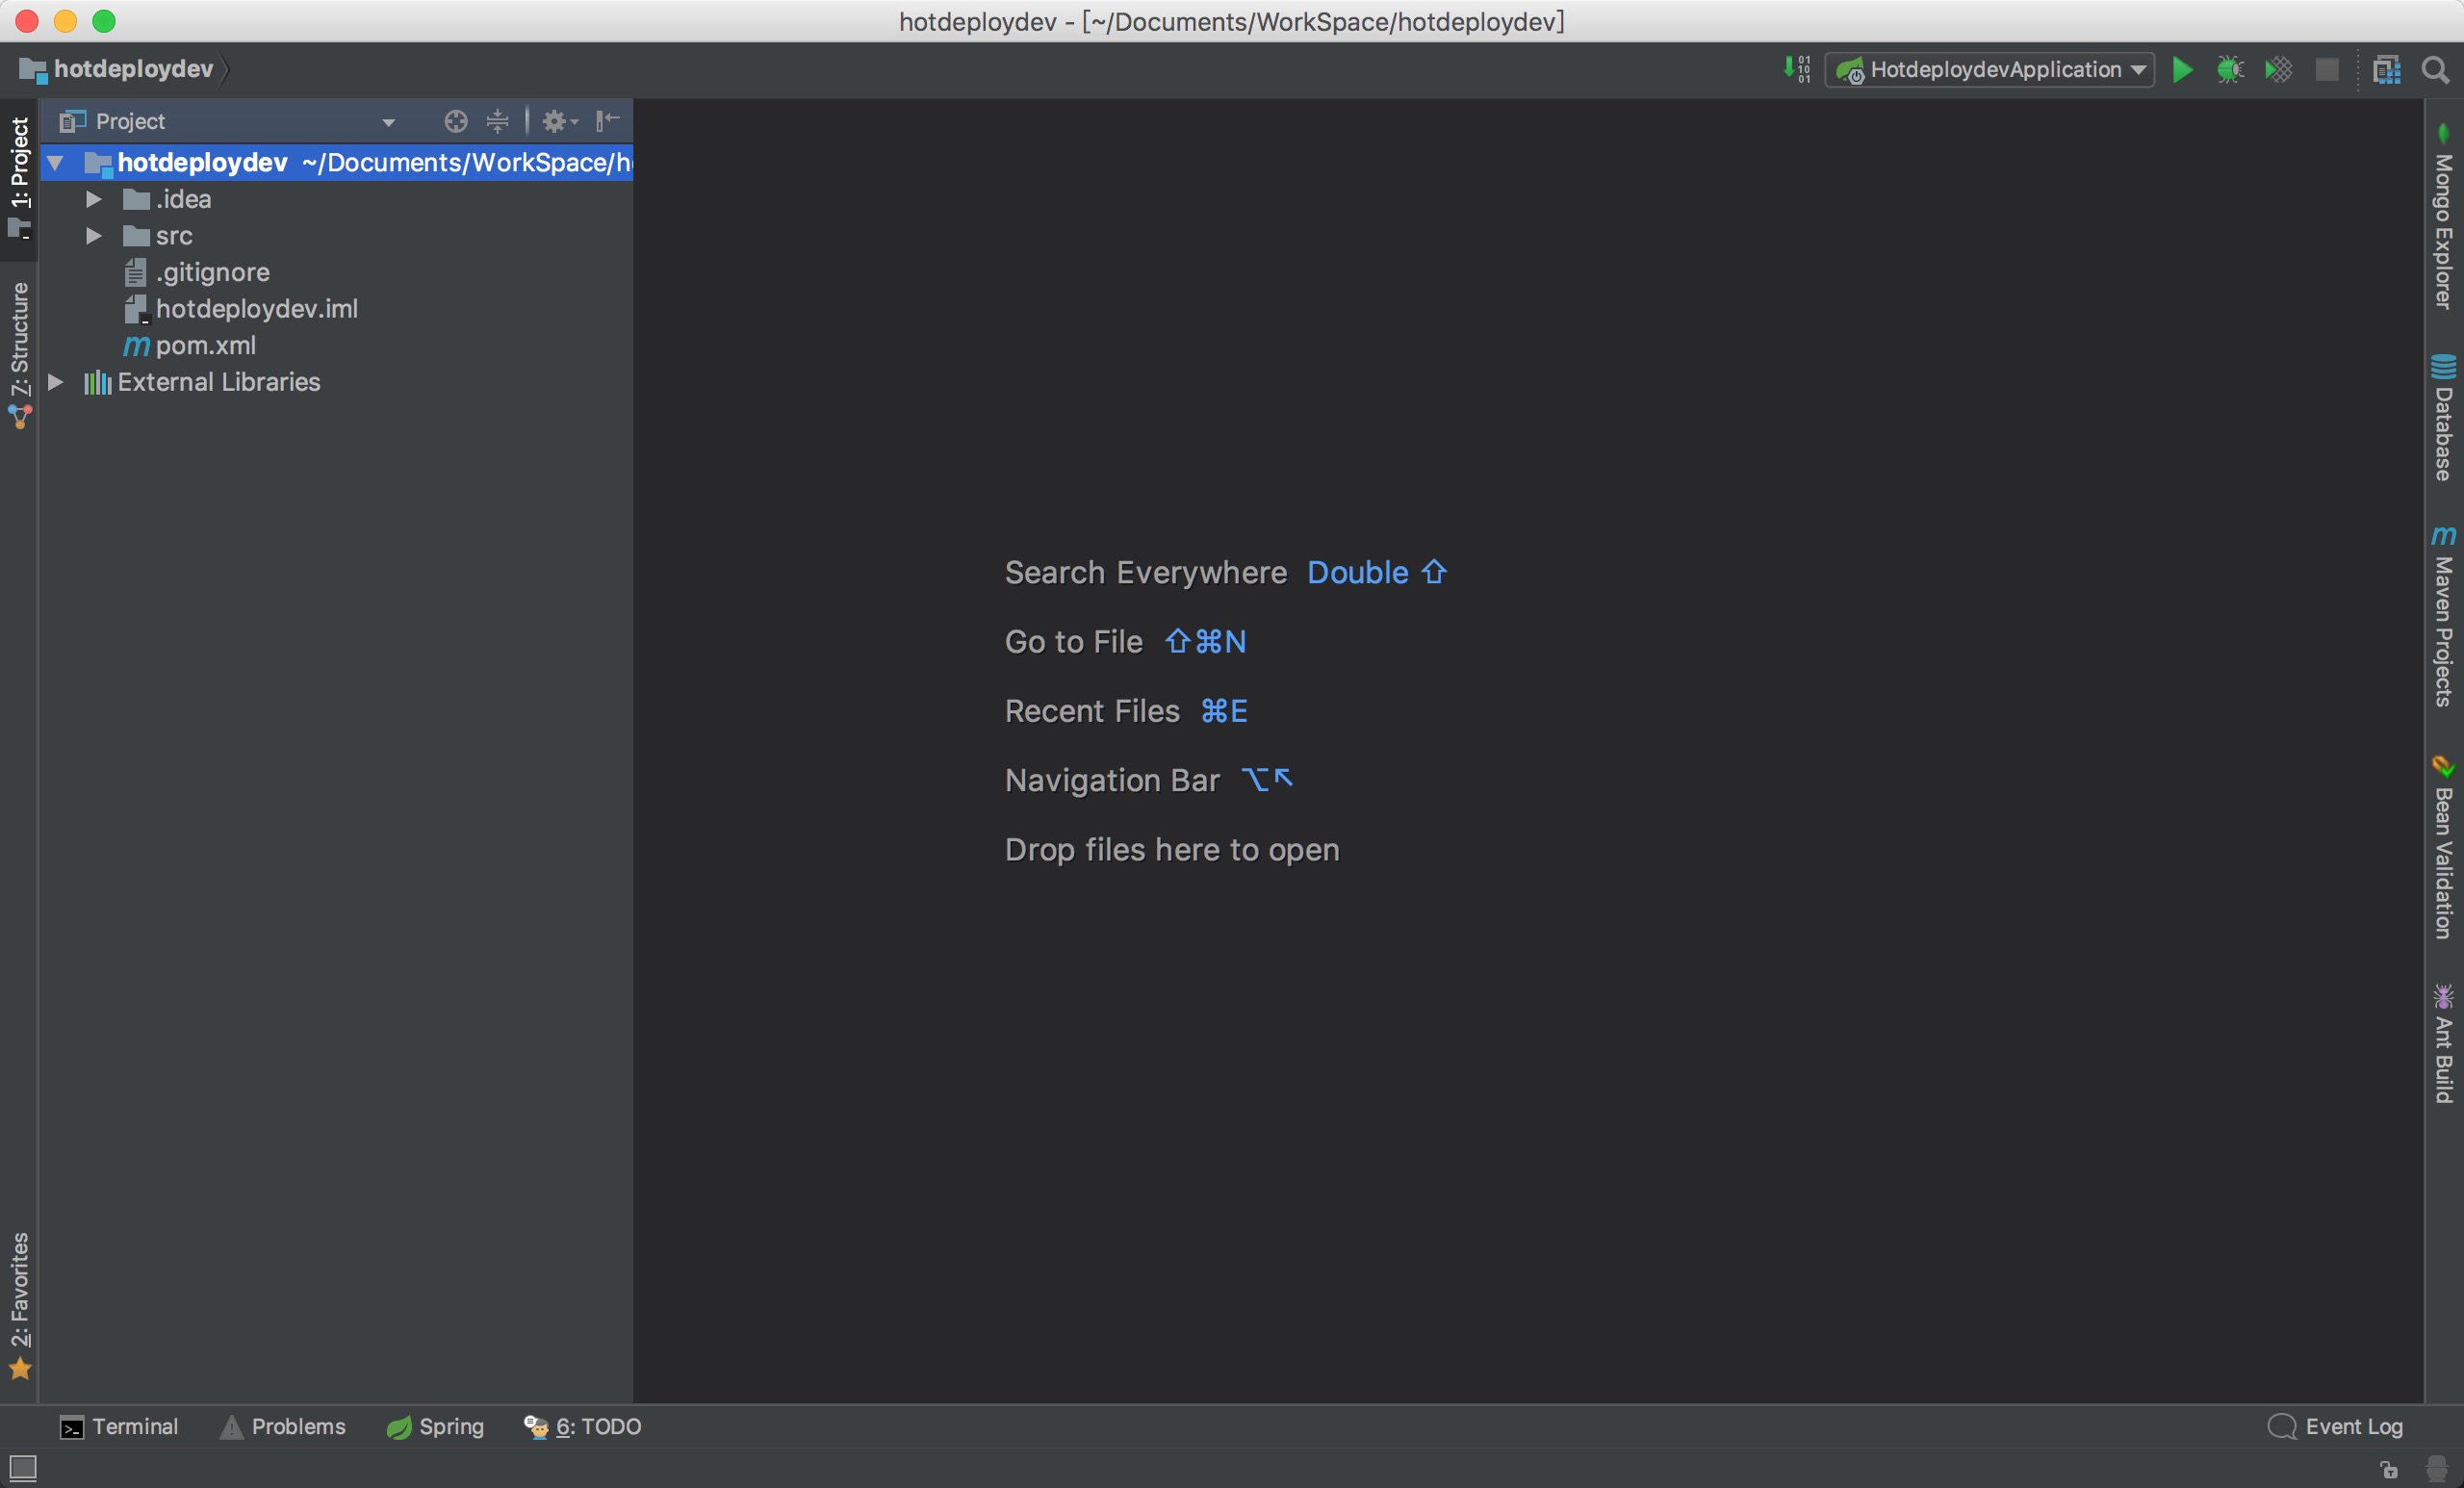 hotdeploydev - [~/Documents/WorkSpace/hotdeploydev]
hotdeploydev
HotdeploydevApplication
1: Project
7: Structure
2: Favorites
Project
hotdeploydev ~/Documents/WorkSpace/h
.idea
src
.gitignore
hotdeploydev.iml
pom.xml
External Libraries
Search Everywhere Double ⇧
Go to File ⇧⌘N
Recent Files ⌘E
Navigation Bar ⌥↖
Drop files here to open
Mongo Explorer
Database
Maven Projects
Bean Validation
Ant Build
Terminal
Problems
Spring
6: TODO
Event Log